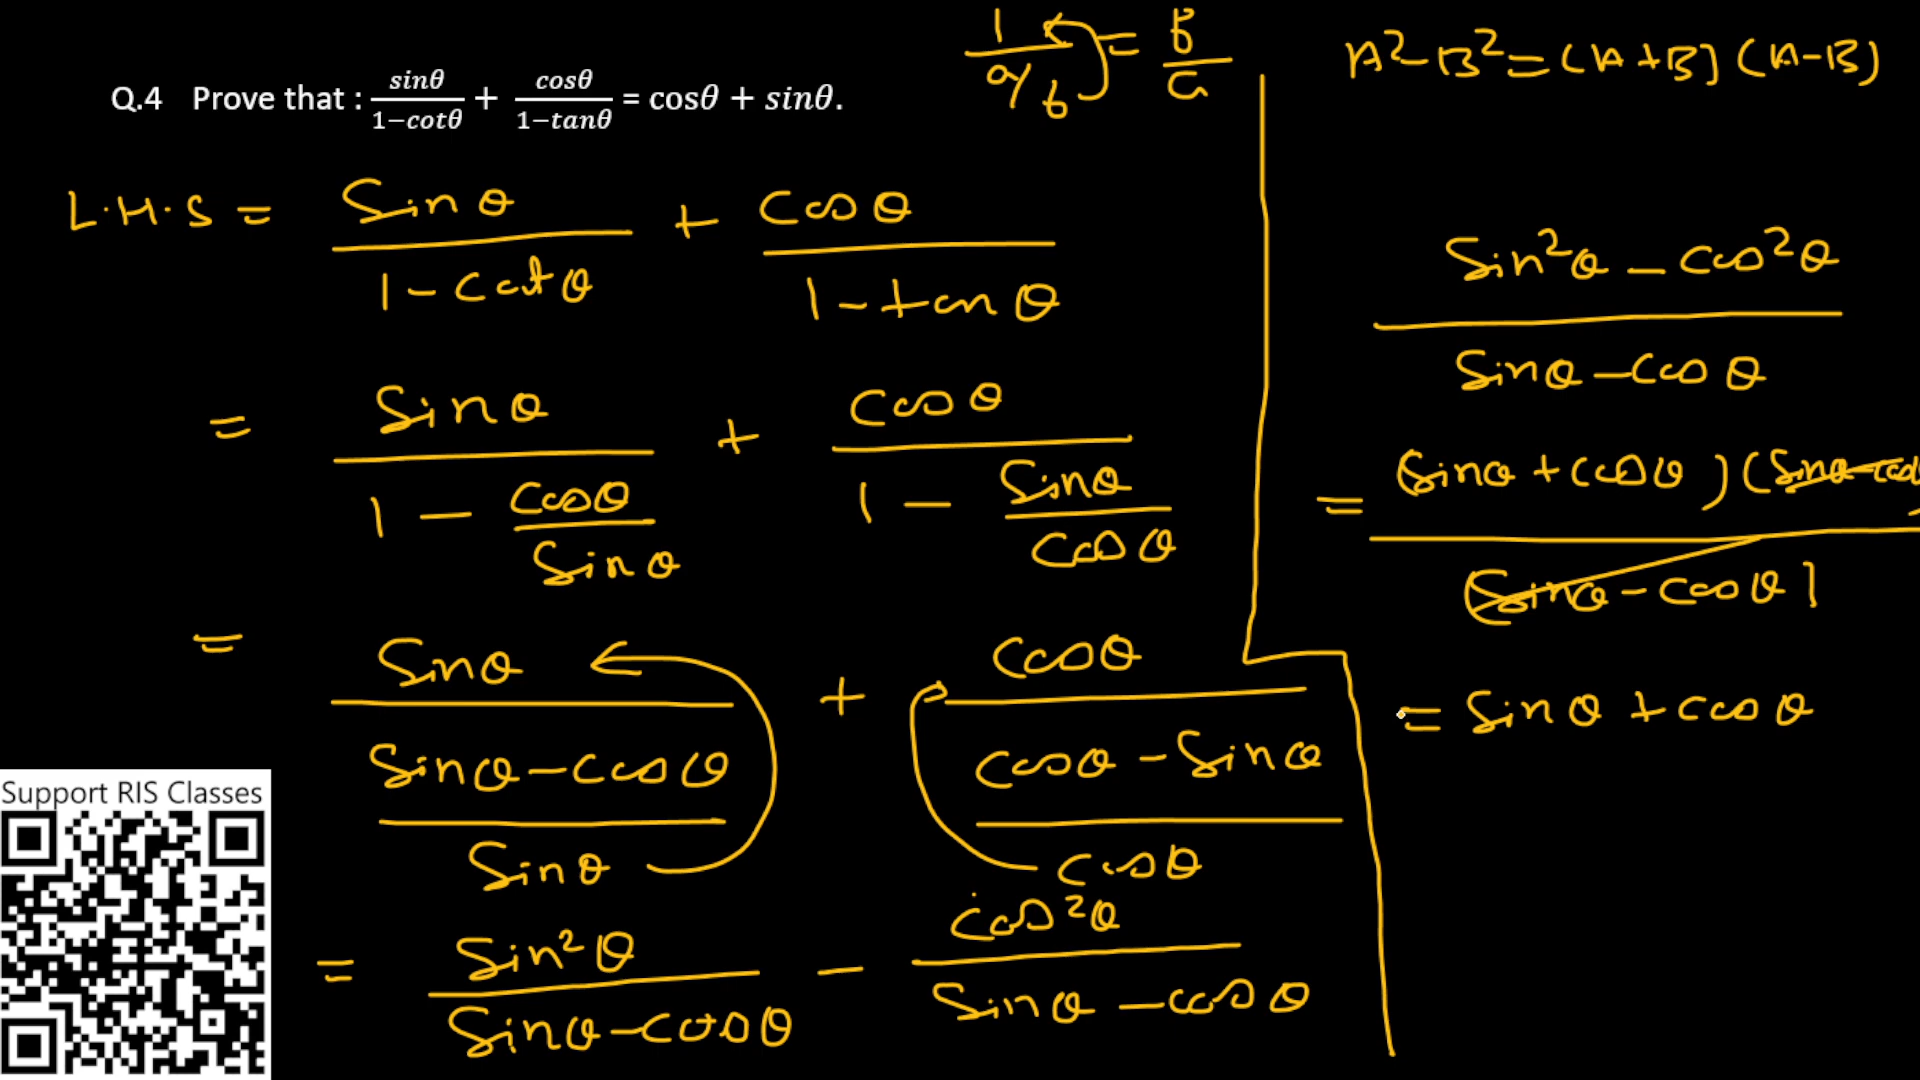 Q.4 Prove that : sinθ/(1−cotθ) + cosθ/(1−tanθ) = cosθ + sinθ.
1/(a/b) = b/a
A²-B² = (A+B) (A-B)
L.H.S = Sinθ/(1-cotθ) + cosθ/(1-tanθ)
= Sinθ/(1 - cosθ/Sinθ) + cosθ/(1 - Sinθ/cosθ)
= Sinθ/((Sinθ-cosθ)/Sinθ) + cosθ/((cosθ-Sinθ)/cosθ)
= Sin²θ/(Sinθ-cosθ) - cos²θ/(Sinθ-cosθ)
(Sin²θ - cos²θ)/(Sinθ-cosθ)
= (Sinθ+cosθ)(Sinθ-cosθ)/(Sinθ-cosθ)
= Sinθ+cosθ
Support RIS Classes